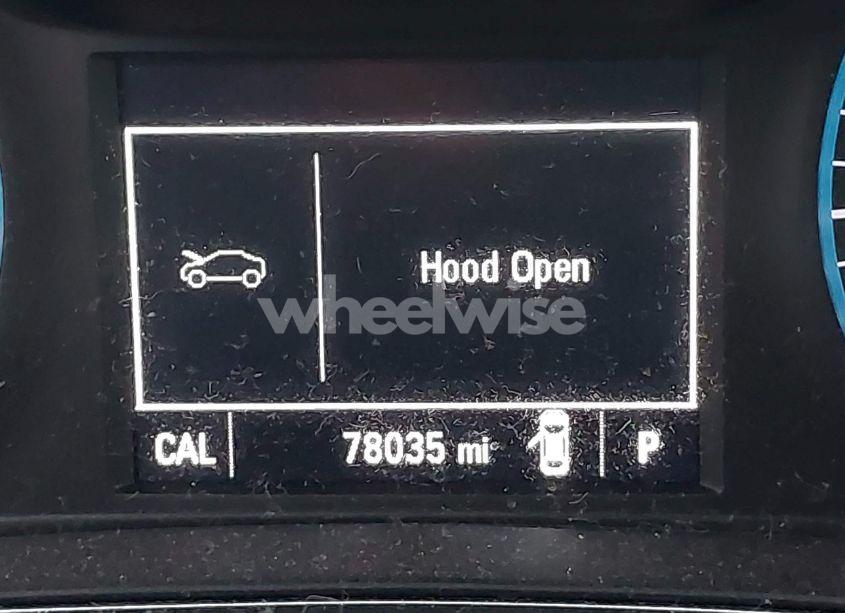 Hood Open
wheelwise
CAL 78035 mi P